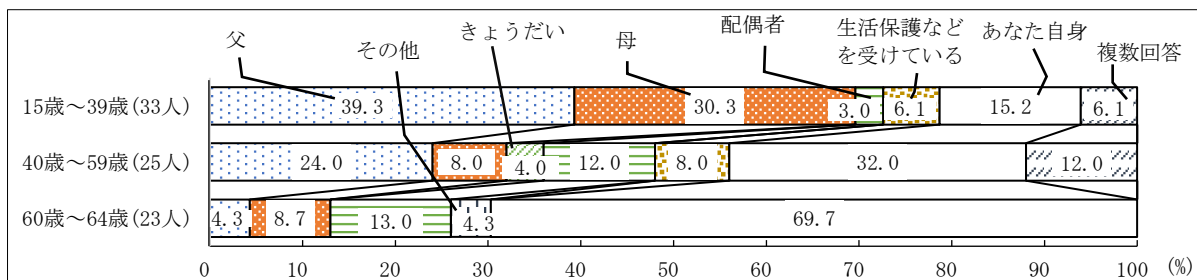 父
その他
きょうだい
母
配偶者
生活保護など
を受けている
あなた自身
複数回答
15歳～39歳(33人)
39.3
30.3
3.0
6.1
15.2
6.1
40歳～59歳(25人)
24.0
8.0
4.0
12.0
8.0
32.0
12.0
60歳～64歳(23人)
4.3
8.7
13.0
4.3
69.7
0 10 20 30 40 50 60 70 80 90 100 (%)